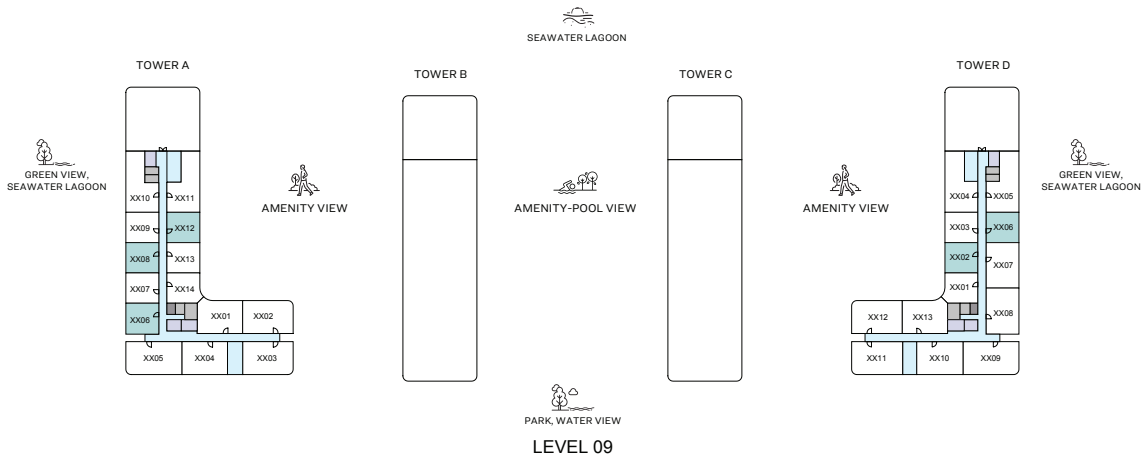 SEAWATER LAGOON
TOWER A
TOWER B
TOWER C
TOWER D
GREEN VIEW,
SEAWATER LAGOON
AMENITY VIEW
AMENITY-POOL VIEW
AMENITY VIEW
GREEN VIEW,
SEAWATER LAGOON
XX10 XX11
XX09 XX12
XX08 XX13
XX07 XX14
XX06 XX01 XX02
XX05 XX04 XX03
XX04 XX05
XX03 XX06
XX02 XX07
XX01
XX12 XX13 XX08
XX11 XX10 XX09
PARK, WATER VIEW
LEVEL 09